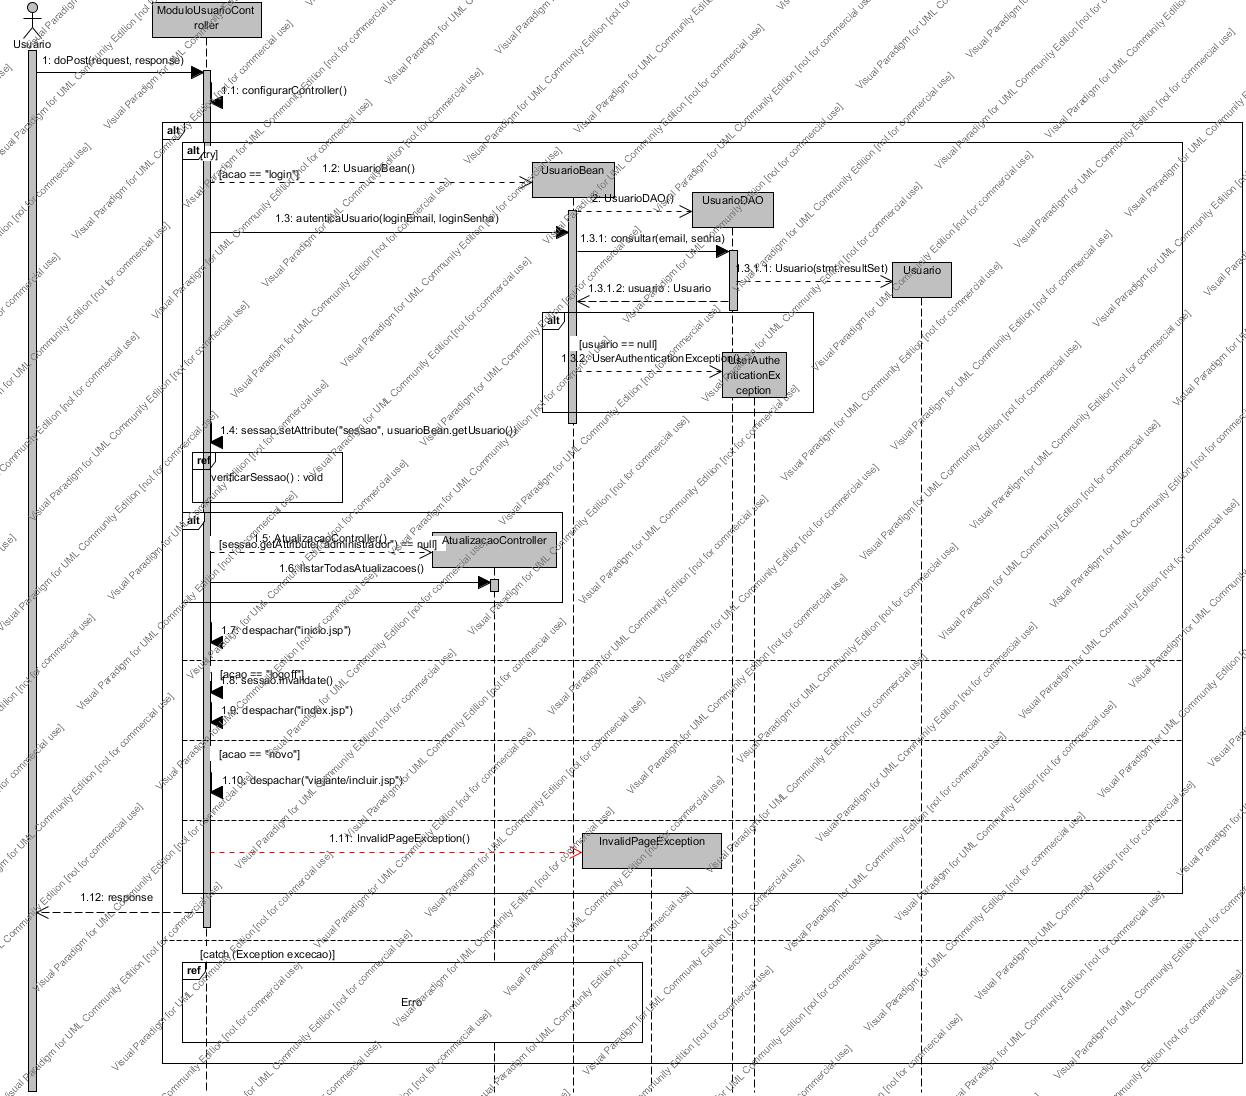 ModuloUsuarioCont
roller
Usuario
1: doPost(request, response)
1.1: configurarController()
alt
[try]
alt
[acao == "login"]
1.2: UsuarioBean()
UsuarioBean
2: UsuarioDAO()
UsuarioDAO
1.3: autenticaUsuario(loginEmail, loginSenha)
1.3.1: consultar(email, senha)
1.3.1.1: Usuario(stmt.resultSet)
Usuario
1.3.1.2: usuario : Usuario
alt
[usuario == null]
1.3.2: UserAuthenticationException()
UserAuthe
nticationEx
ception
1.4: sessao.setAttribute("sessao", usuarioBean.getUsuario())
ref
verificarSessao() : void
alt
1.5: AtualizacaoController()
[sessao.getAttribute("administrador") == null]
AtualizacaoController
1.6: listarTodasAtualizacoes()
1.7: despachar("inicio.jsp")
[acao == "logoff"]
1.8: sessao.invalidate()
1.9: despachar("index.jsp")
[acao == "novo"]
1.10: despachar("viajante/incluir.jsp")
1.11: InvalidPageException()
InvalidPageException
1.12: response
[catch (Exception excecao)]
ref
Erro
Visual Paradigm for UML Community Edition [not for commercial use]